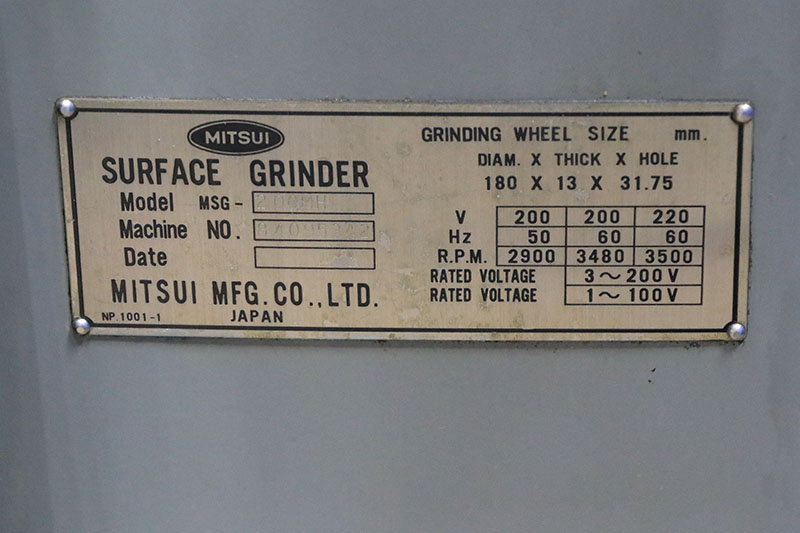 MITSUI
SURFACE GRINDER
Model MSG- 200MH
Machine NO.
Date
MITSUI MFG. CO., LTD.
NP.1001-1 JAPAN
GRINDING WHEEL SIZE mm.
DIAM. X THICK X HOLE
180 X 13 X 31.75
V 200 200 220
Hz 50 60 60
R.P.M. 2900 3480 3500
RATED VOLTAGE 3~200V
RATED VOLTAGE 1~100V